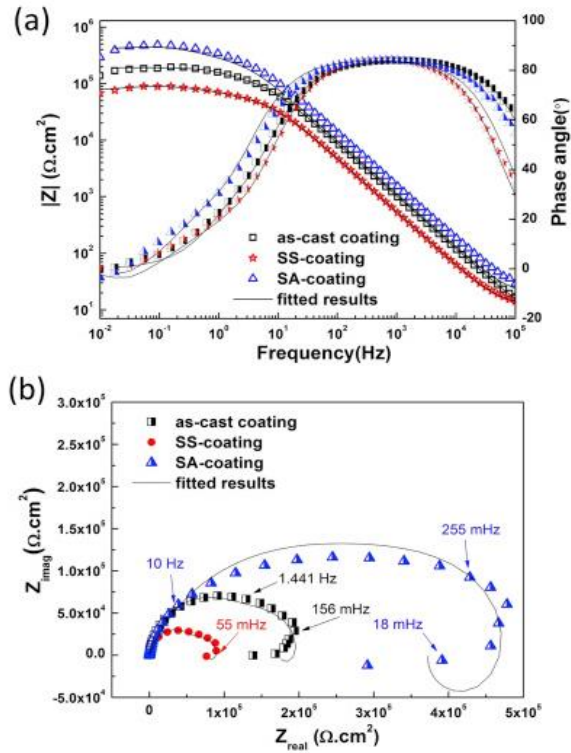 (a)
10⁶
10⁵
10⁴
10³
10²
10¹
|Z| (Ω.cm²)
100
80
60
40
20
0
-20
Phase angle(°)
as-cast coating
SS-coating
SA-coating
fitted results
10⁻² 10⁻¹ 10⁰ 10¹ 10² 10³ 10⁴ 10⁵
Frequency(Hz)
(b)
3.0x10⁵
2.5x10⁵
2.0x10⁵
1.5x10⁵
1.0x10⁵
5.0x10⁴
0.0
-5.0x10⁴
Z imag (Ω.cm²)
as-cast coating
SS-coating
SA-coating
fitted results
255 mHz
10 Hz
1.441 Hz
55 mHz
156 mHz
18 mHz
0 1x10⁵ 2x10⁵ 3x10⁵ 4x10⁵ 5x10⁵
Z real (Ω.cm²)